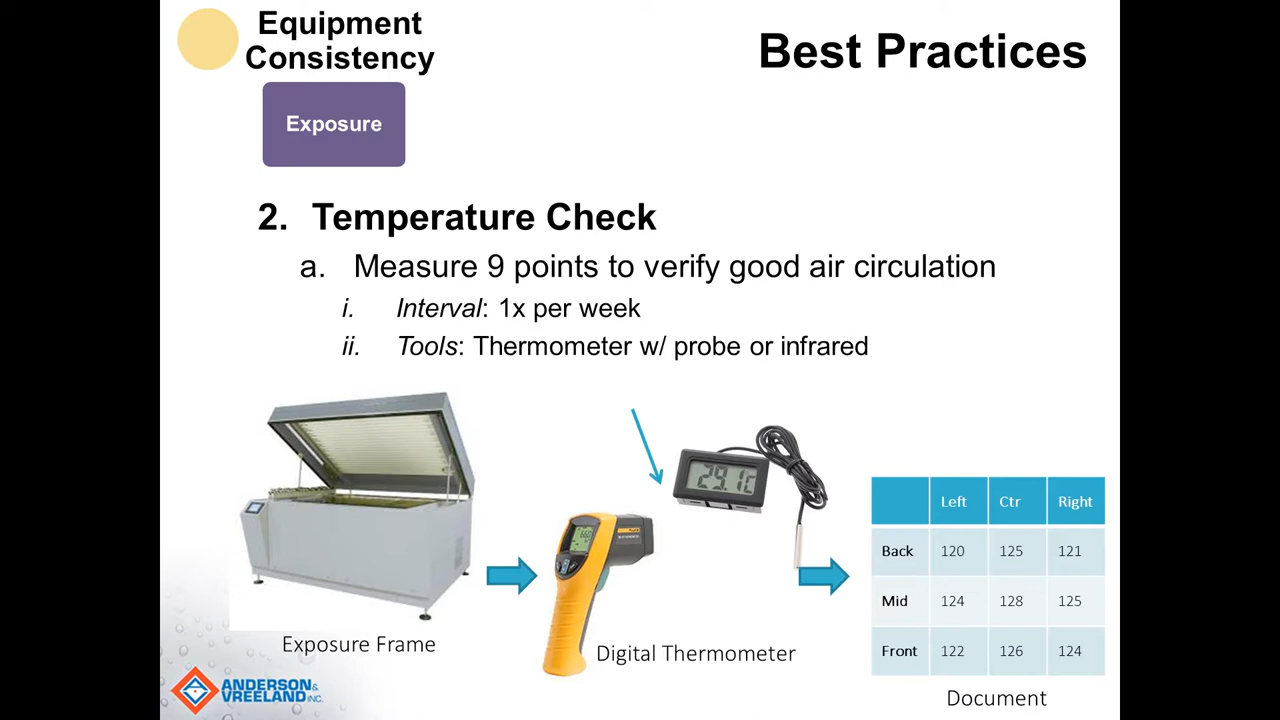 Equipment
Consistency
Best Practices
Exposure
2. Temperature Check
a. Measure 9 points to verify good air circulation
i. Interval: 1x per week
ii. Tools: Thermometer w/ probe or infrared
29.1c
Left Ctr Right
Back 120 125 121
Mid 124 128 125
Front 122 126 124
Exposure Frame
Digital Thermometer
Document
ANDERSON &
VREELAND INC.